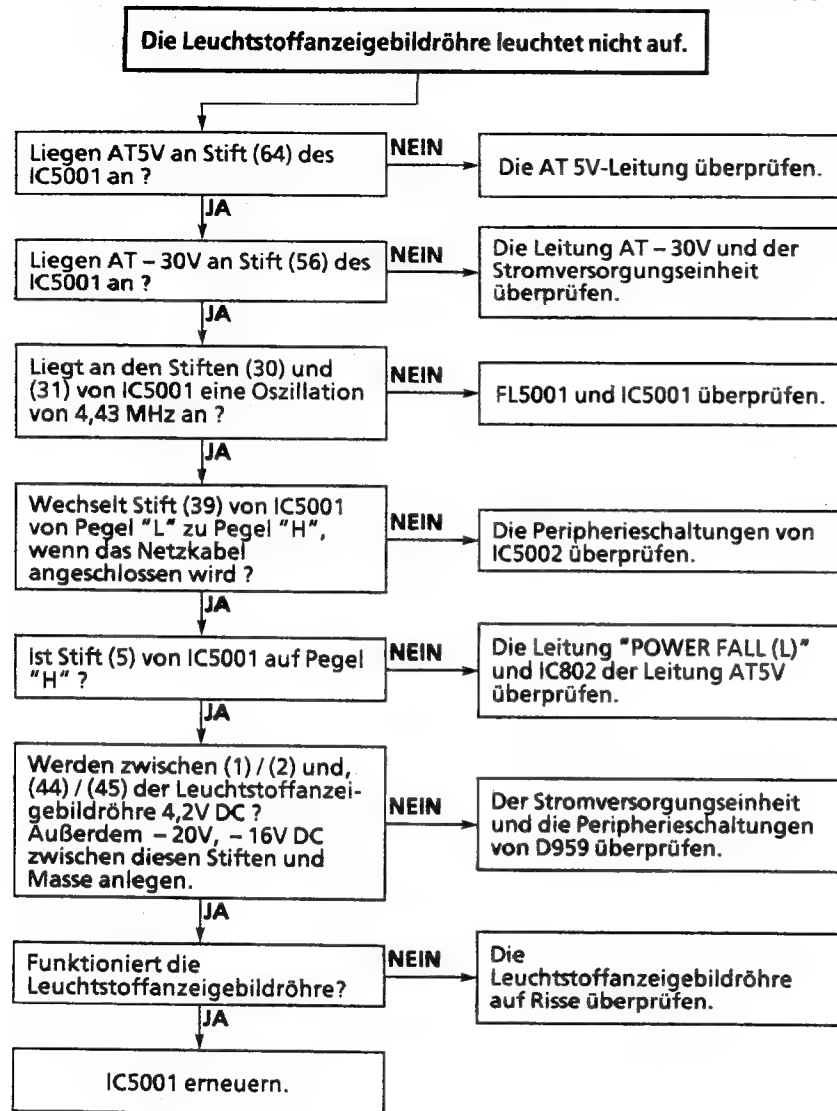 Die Leuchtstoffanzeigebildröhre leuchtet nicht auf.
Liegen AT5V an Stift (64) des
IC5001 an ?
NEIN
Die AT 5V-Leitung überprüfen.
JA
Liegen AT – 30V an Stift (56) des
IC5001 an ?
NEIN
Die Leitung AT – 30V und der
Stromversorgungseinheit
überprüfen.
JA
Liegt an den Stiften (30) und
(31) von IC5001 eine Oszillation
von 4,43 MHz an ?
NEIN
FL5001 und IC5001 überprüfen.
JA
Wechselt Stift (39) von IC5001
von Pegel "L" zu Pegel "H",
wenn das Netzkabel
angeschlossen wird ?
NEIN
Die Peripherieschaltungen von
IC5002 überprüfen.
JA
Ist Stift (5) von IC5001 auf Pegel
"H" ?
NEIN
Die Leitung "POWER FALL (L)"
und IC802 der Leitung AT5V
überprüfen.
JA
Werden zwischen (1) / (2) und,
(44) / (45) der Leuchtstoffanzei-
gebildröhre 4,2V DC ?
Außerdem – 20V, – 16V DC
zwischen diesen Stiften und
Masse anlegen.
NEIN
Der Stromversorgungseinheit
und die Peripherieschaltungen
von D959 überprüfen.
JA
Funktioniert die
Leuchtstoffanzeigebildröhre?
NEIN
Die
Leuchtstoffanzeigebildröhre
auf Risse überprüfen.
JA
IC5001 erneuern.